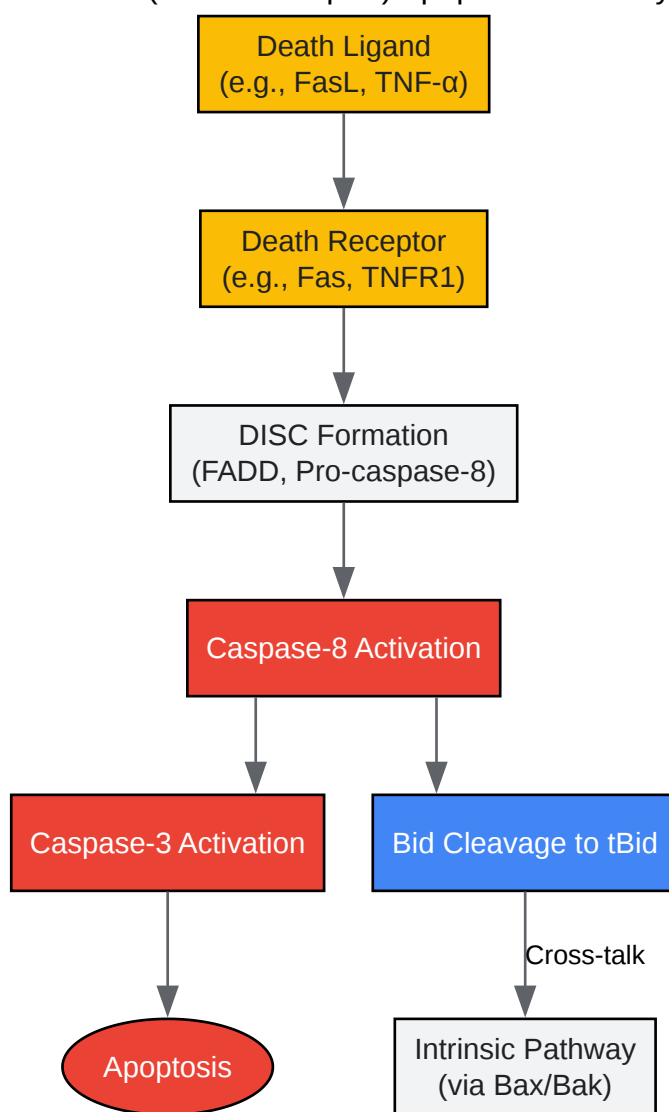 Death Ligand
(e.g., FasL, TNF-α)
Death Receptor
(e.g., Fas, TNFR1)
DISC Formation
(FADD, Pro-caspase-8)
Caspase-8 Activation
Caspase-3 Activation
Bid Cleavage to tBid
Cross-talk
Apoptosis
Intrinsic Pathway
(via Bax/Bak)